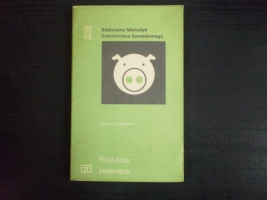 Biblioteka Metodyk
Szkolnictwa Zawodowego
Produkcja
zwierzęca